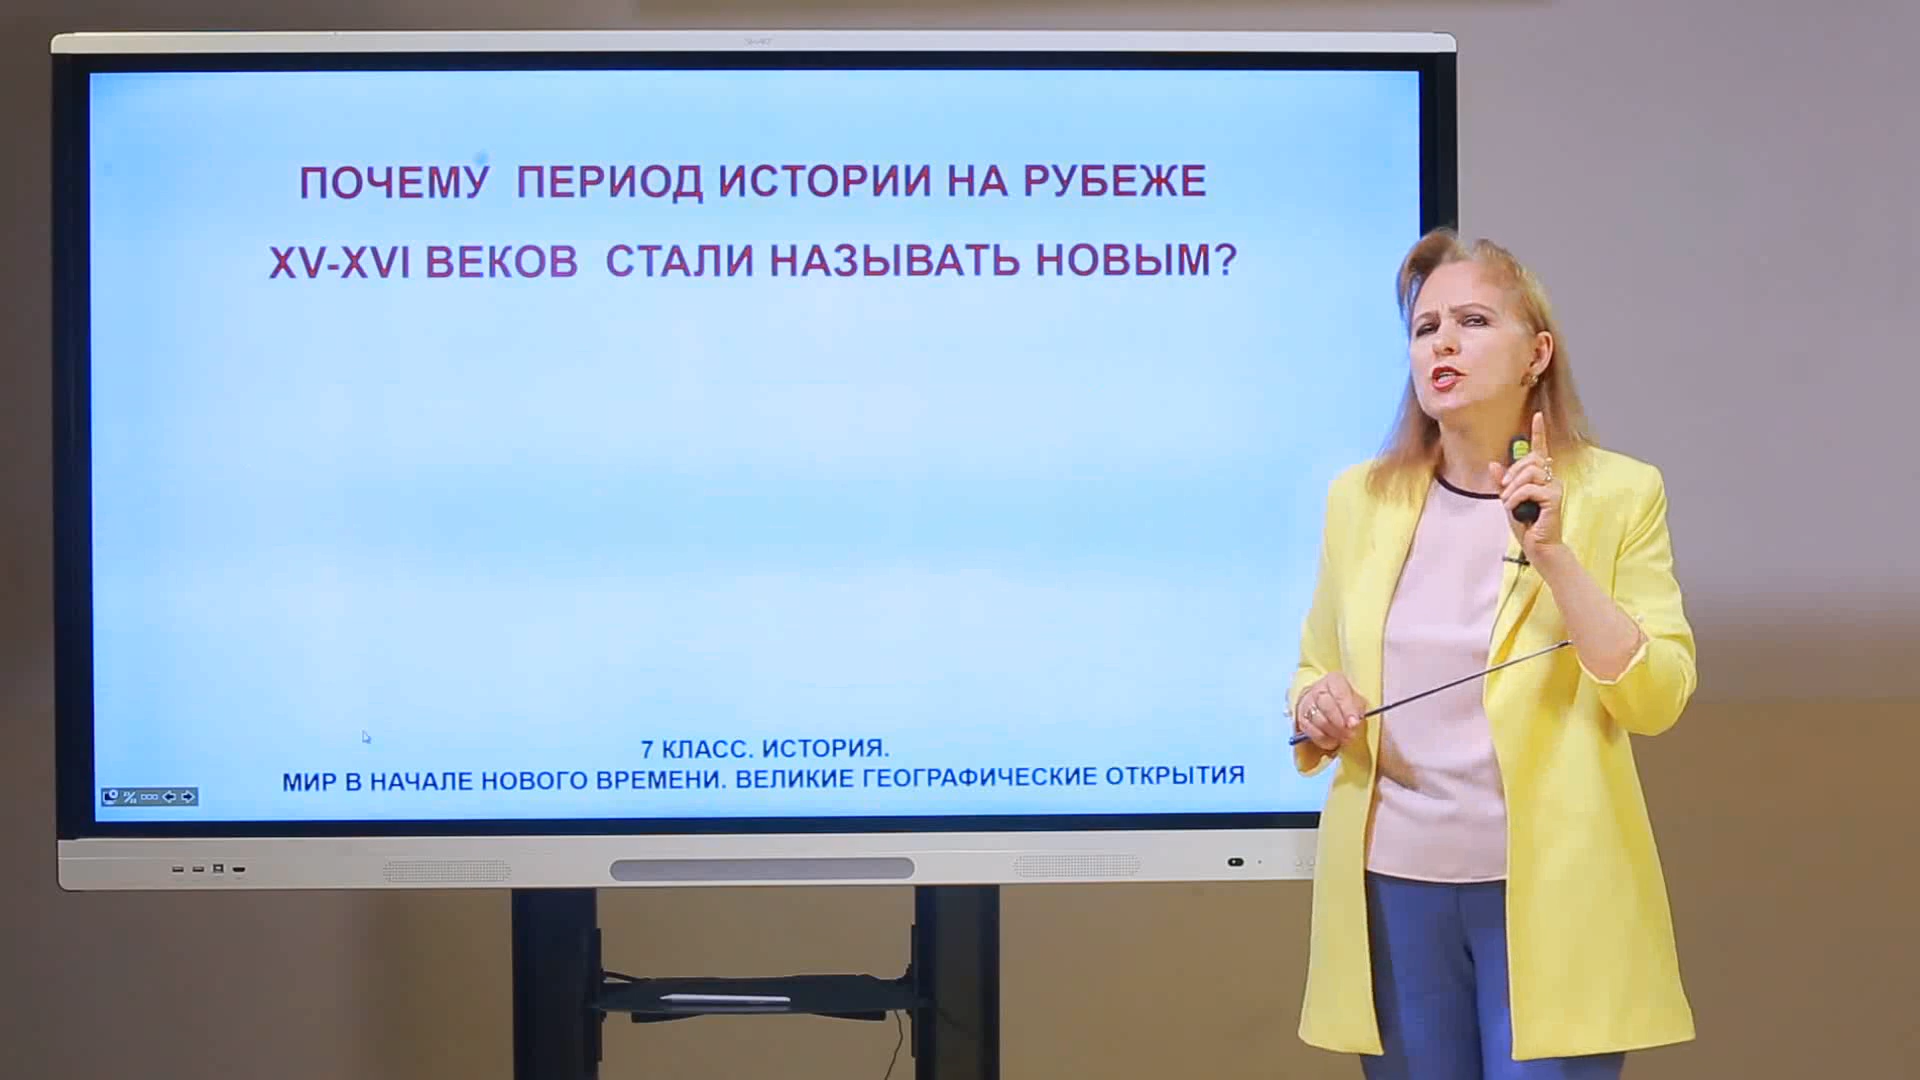 SMART
ПОЧЕМУ ПЕРИОД ИСТОРИИ НА РУБЕЖЕ
XV-XVI ВЕКОВ СТАЛИ НАЗЫВАТЬ НОВЫМ?
7 КЛАСС. ИСТОРИЯ.
МИР В НАЧАЛЕ НОВОГО ВРЕМЕНИ. ВЕЛИКИЕ ГЕОГРАФИЧЕСКИЕ ОТКРЫТИЯ